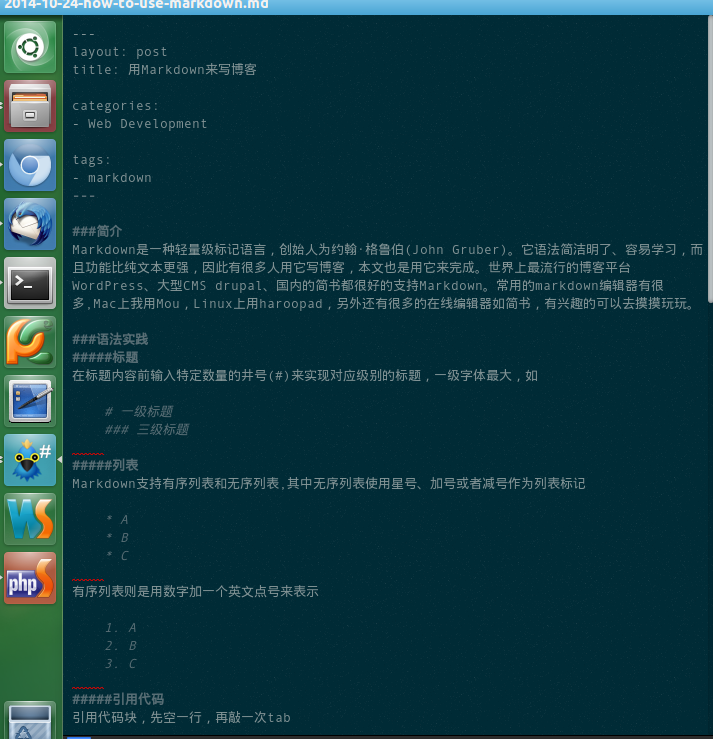 2014-10-24-how-to-use-markdown.md
---
layout: post
title: 用Markdown来写博客
categories:
- Web Development
tags:
- markdown
---
###简介
Markdown是一种轻量级标记语言，创始人为约翰·格鲁伯(John Gruber)。它语法简洁明了、容易学习，而
且功能比纯文本更强，因此有很多人用它写博客，本文也是用它来完成。世界上最流行的博客平台
WordPress、大型CMS drupal、国内的简书都很好的支持Markdown。常用的markdown编辑器有很
多,Mac上我用Mou，Linux上用haroopad，另外还有很多的在线编辑器如简书，有兴趣的可以去摸摸玩玩。
###语法实践
#####标题
在标题内容前输入特定数量的井号(#)来实现对应级别的标题，一级字体最大，如
# 一级标题
### 三级标题
#####列表
Markdown支持有序列表和无序列表,其中无序列表使用星号、加号或者减号作为列表标记
* A
* B
* C
有序列表则是用数字加一个英文点号来表示
1. A
2. B
3. C
#####引用代码
引用代码块，先空一行，再敲一次tab
#
WS
php S